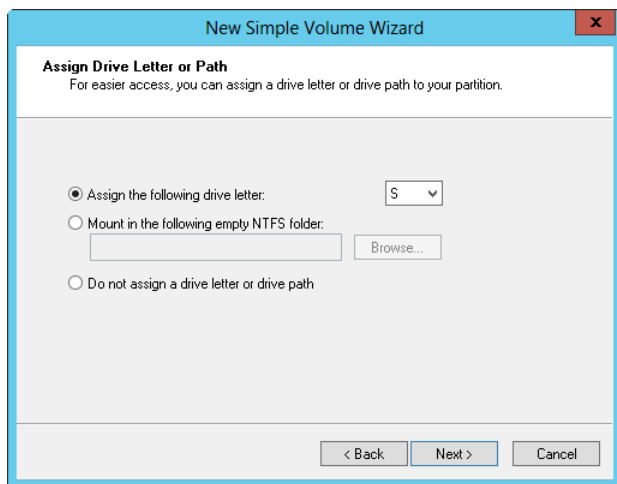 New Simple Volume Wizard
x
Assign Drive Letter or Path
For easier access, you can assign a drive letter or drive path to your partition.
Assign the following drive letter: S
Mount in the following empty NTFS folder:
Browse...
Do not assign a drive letter or drive path
< Back Next > Cancel